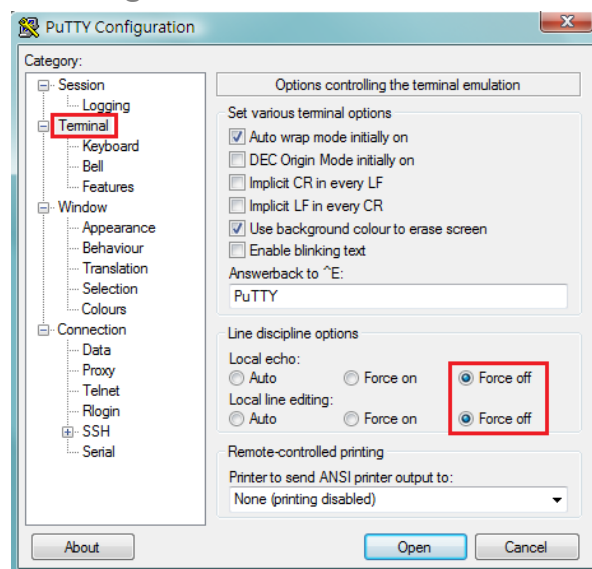 PuTTY Configuration
Category:
Session
Logging
Terminal
Keyboard
Bell
Features
Window
Appearance
Behaviour
Translation
Selection
Colours
Connection
Data
Proxy
Telnet
Rlogin
SSH
Serial
Options controlling the terminal emulation
Set various terminal options
Auto wrap mode initially on
DEC Origin Mode initially on
Implicit CR in every LF
Implicit LF in every CR
Use background colour to erase screen
Enable blinking text
Answerback to ^E:
PuTTY
Line discipline options
Local echo:
Auto Force on Force off
Local line editing:
Auto Force on Force off
Remote-controlled printing
Printer to send ANSI printer output to:
None (printing disabled)
About Open Cancel